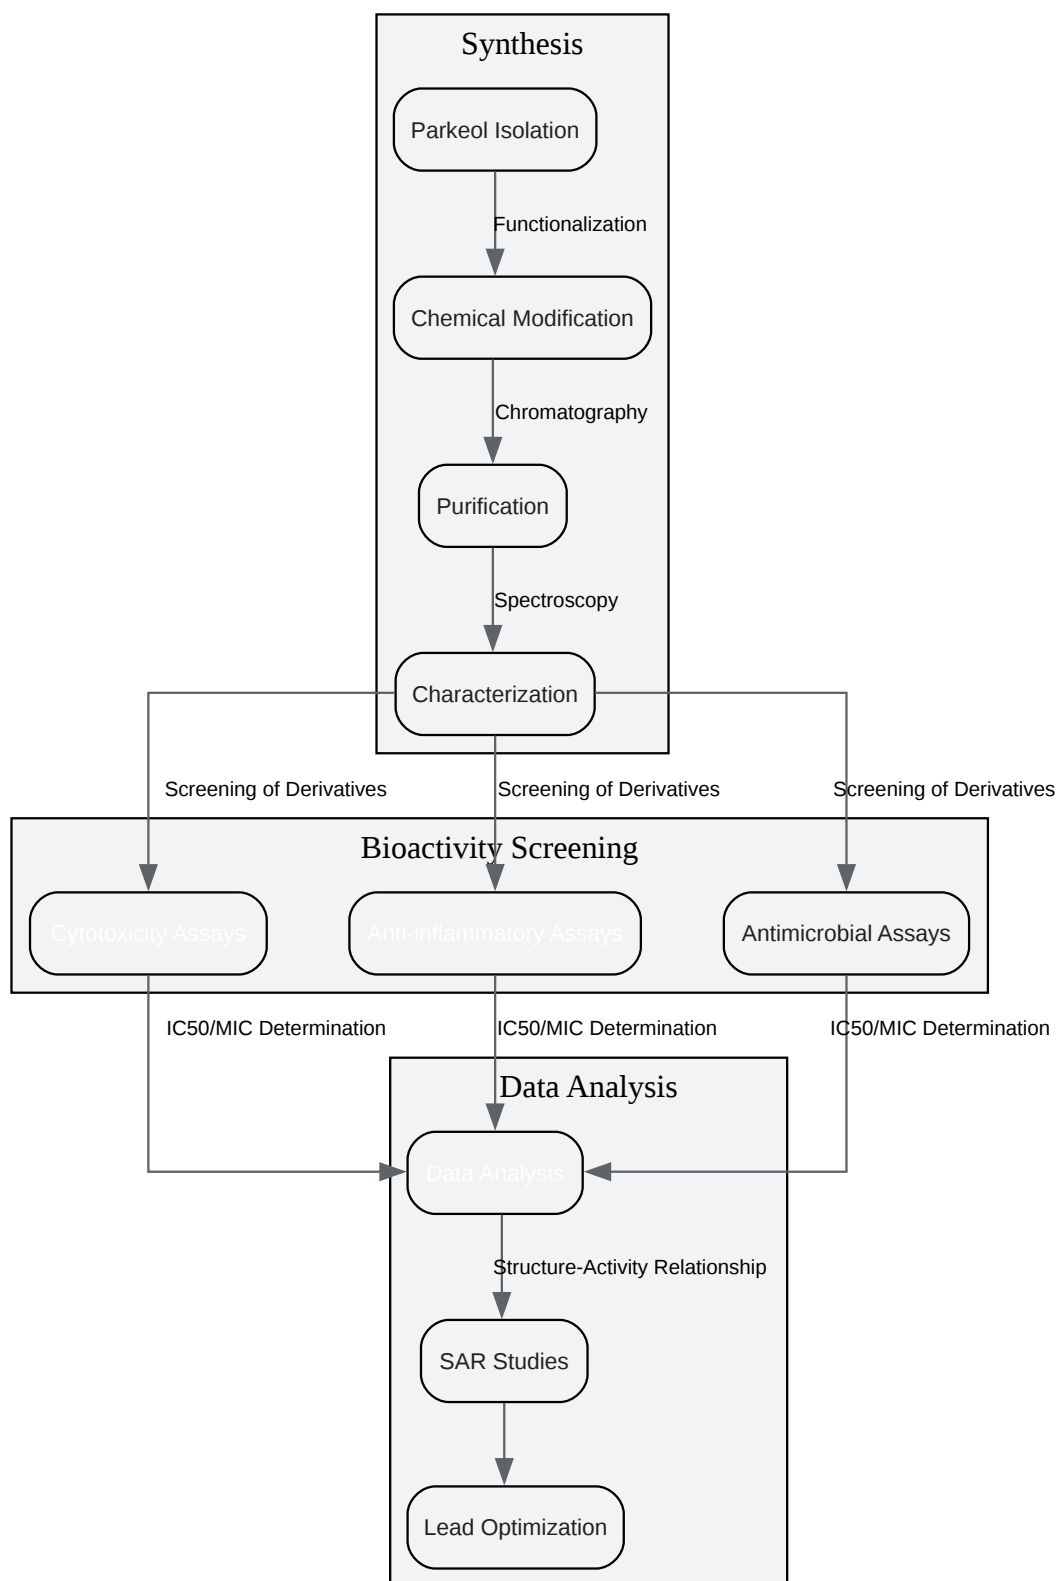 Synthesis
Parkeol Isolation
Functionalization
Chemical Modification
Chromatography
Purification
Spectroscopy
Characterization
Screening of Derivatives
Screening of Derivatives
Screening of Derivatives
Bioactivity Screening
Cytotoxicity Assays
Anti-inflammatory Assays
Antimicrobial Assays
IC50/MIC Determination
IC50/MIC Determination
IC50/MIC Determination
Data Analysis
Data Analysis
Structure-Activity Relationship
SAR Studies
Lead Optimization